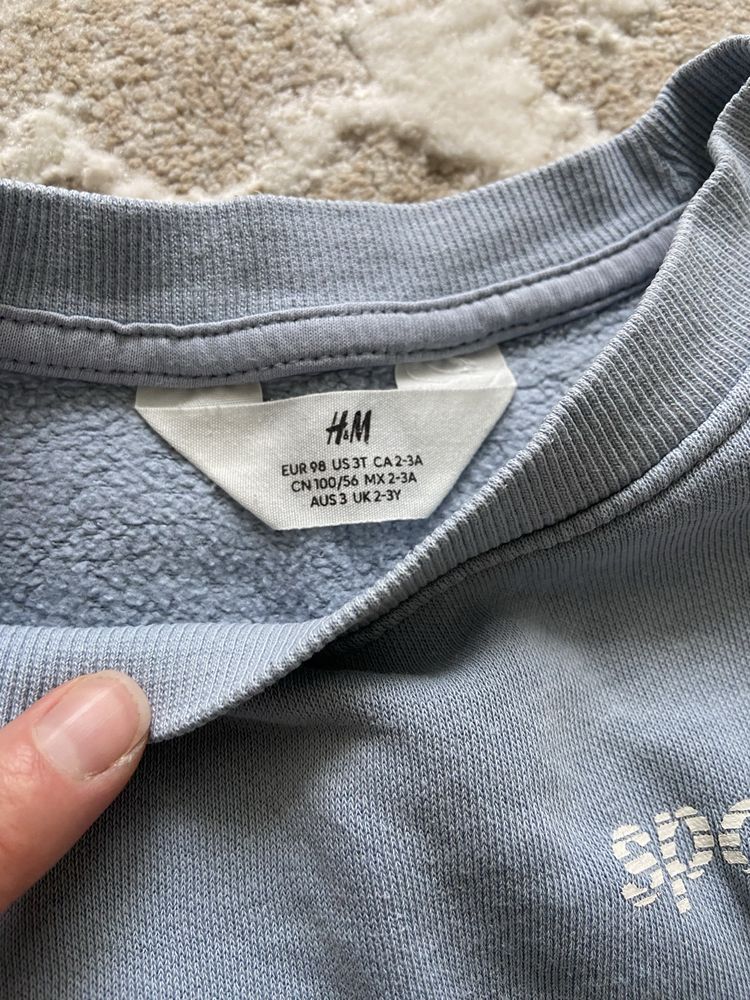 H&M
EUR 98 US 3T CA 2-3A
CN 100/56 MX 2-3A
AUS 3 UK 2-3Y